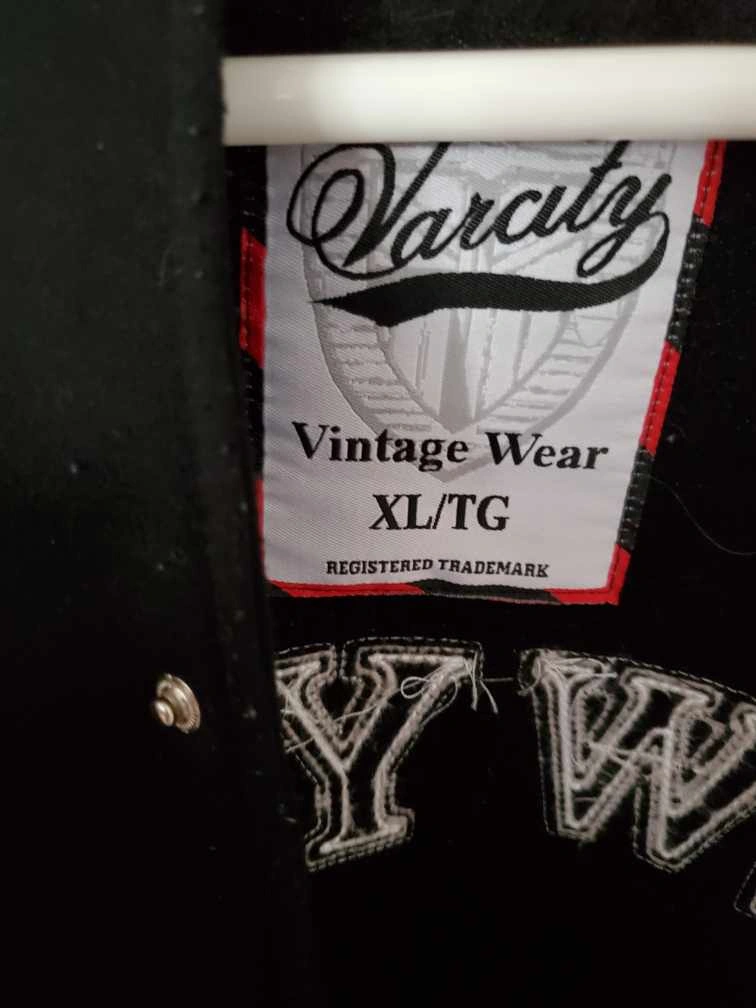 Varcity
Vintage Wear
XL/TG
REGISTERED TRADEMARK
Y W